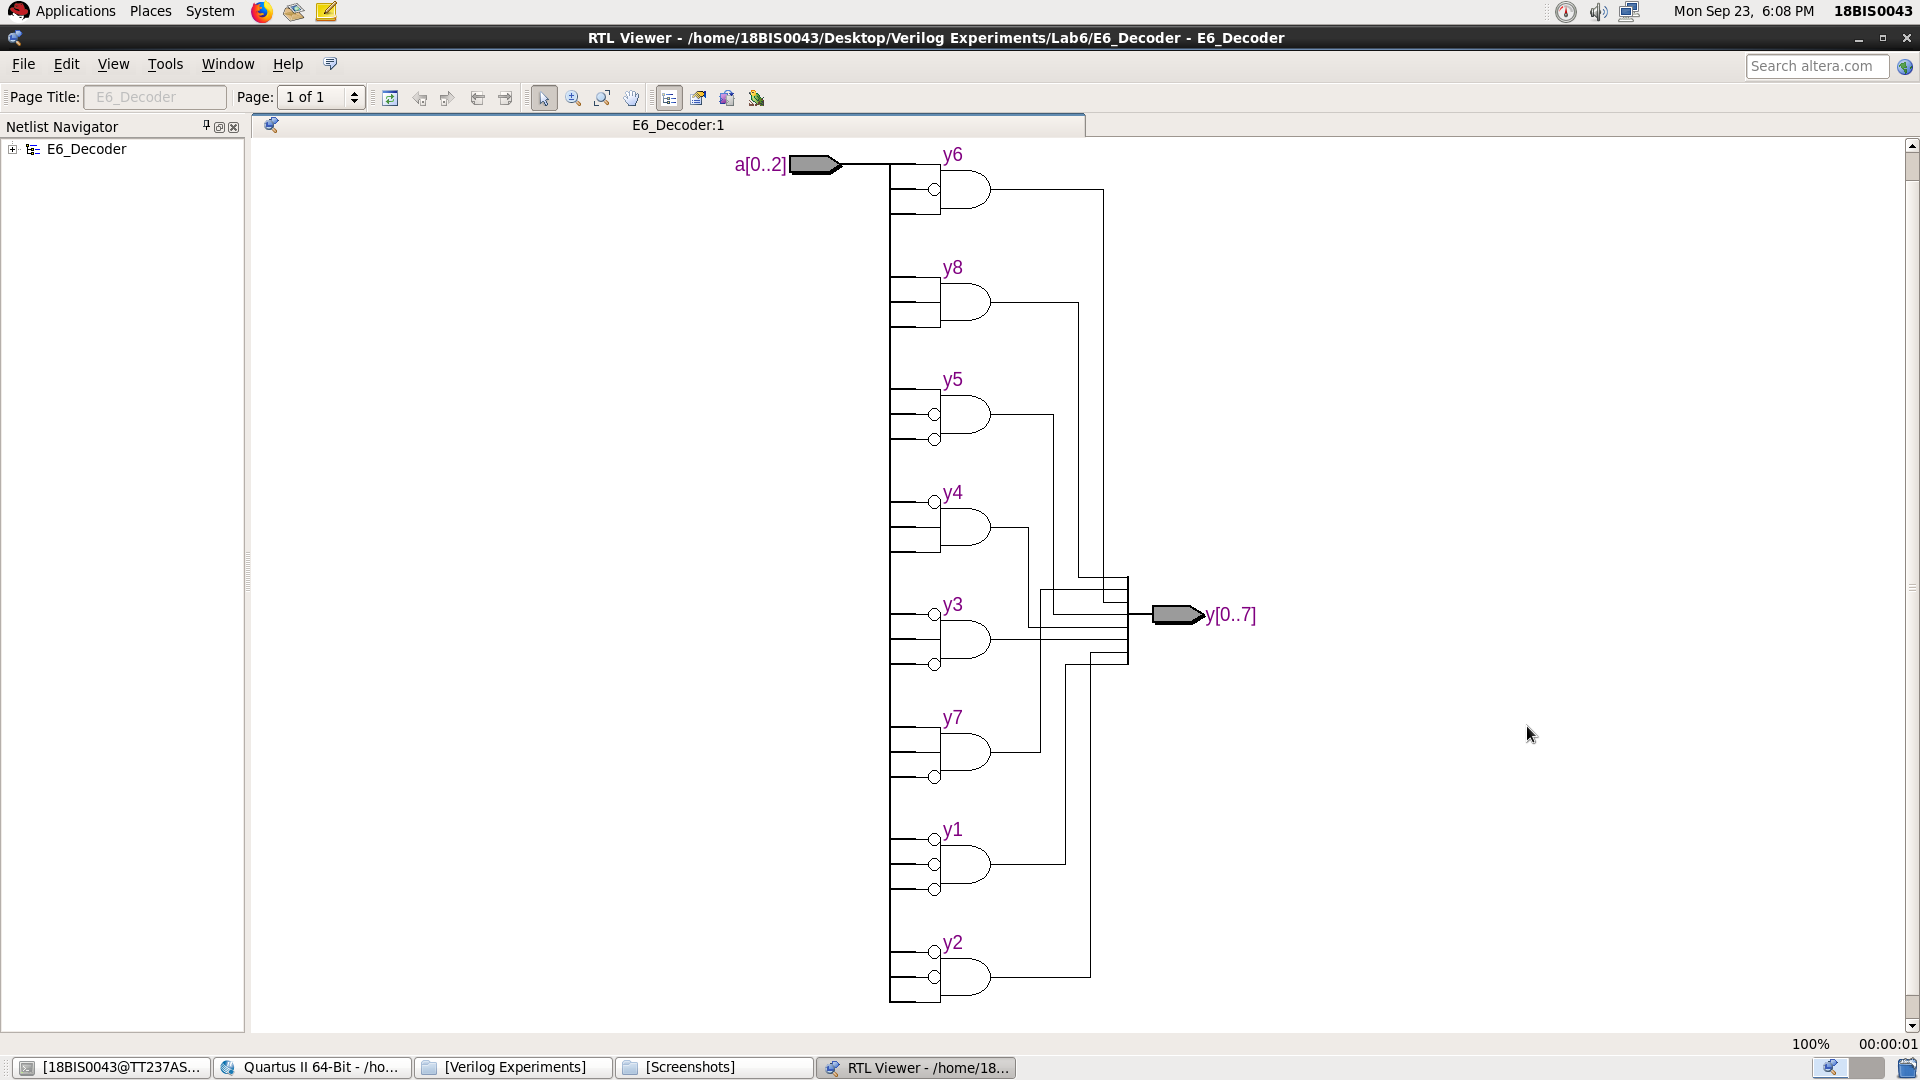 Applications Places System Mon Sep 23, 6:08 PM 18BIS0043
RTL Viewer - /home/18BIS0043/Desktop/Verilog Experiments/Lab6/E6_Decoder - E6_Decoder
File Edit View Tools Window Help Search altera.com
Page Title: E6_Decoder Page: 1 of 1
Netlist Navigator E6_Decoder:1
E6_Decoder
a[0..2] y6
y8
y5
y4
y3
y[0..7]
y7
y1
y2
100% 00:00:01
[18BIS0043@TT237AS... Quartus II 64-Bit - /ho... [Verilog Experiments] [Screenshots] RTL Viewer - /home/18...